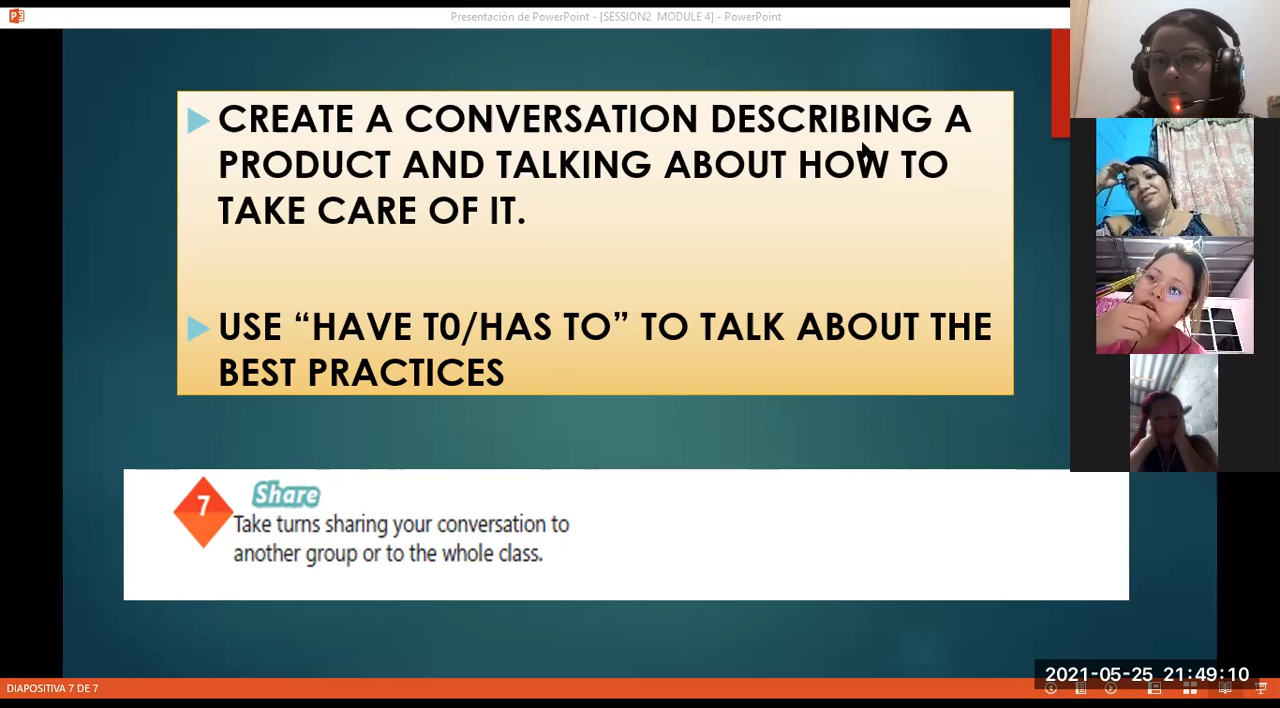 Presentación de PowerPoint - [SESSION2 MODULE 4] - PowerPoint
CREATE A CONVERSATION DESCRIBING A
PRODUCT AND TALKING ABOUT HOW TO
TAKE CARE OF IT.
USE “HAVE T0/HAS TO” TO TALK ABOUT THE
BEST PRACTICES
7
Share
Take turns sharing your conversation to
another group or to the whole class.
2021-05-25 21:49:10
DIAPOSITIVA 7 DE 7